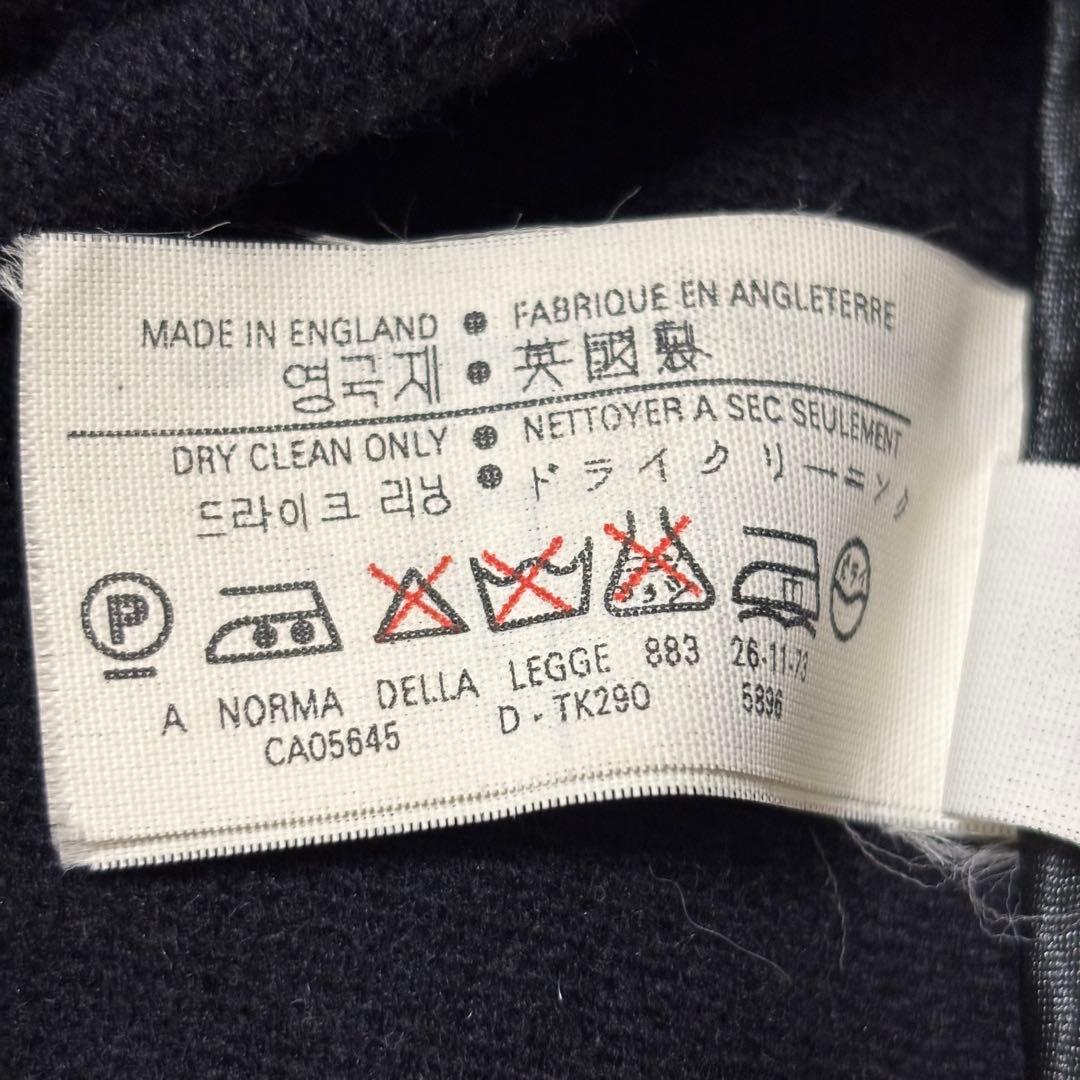 MADE IN ENGLAND ● FABRIQUE EN ANGLETERRE
영국제 ● 英國製
DRY CLEAN ONLY ● NETTOYER A SEC SEULEMENT
드라이크 리닝 ● ドライクリーニング
P
A NORMA DELLA LEGGE 883 26·11·73
CA05645 D·TK290 5896